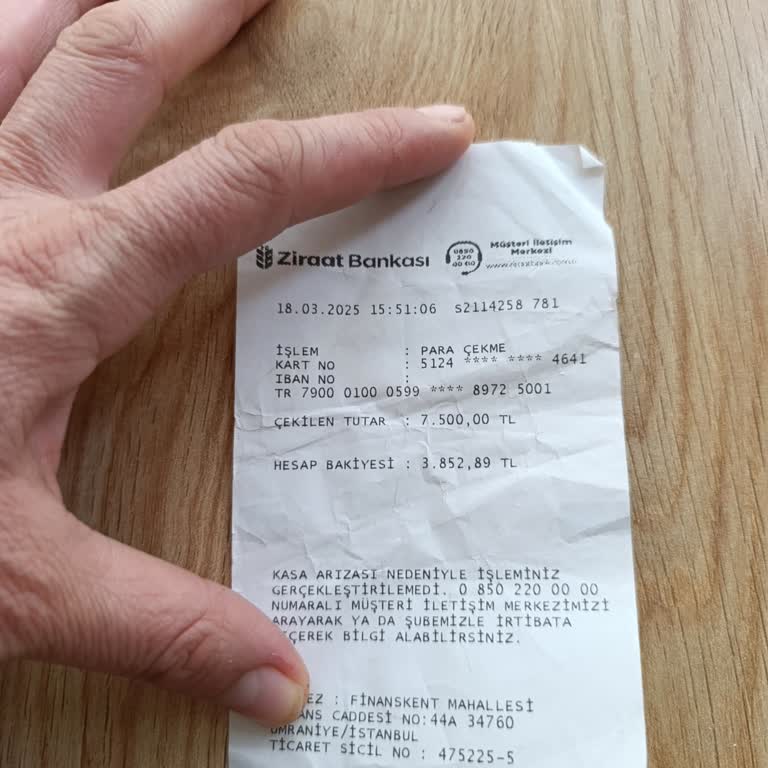 Ziraat Bankası
0850
220
00 00
Müşteri İletişim
Merkezi
18.03.2025 15:51:06 s2114258 781
İŞLEM : PARA ÇEKME
KART NO : 5124 **** **** 4641
IBAN NO :
TR 7900 0100 0599 **** 8972 5001
ÇEKİLEN TUTAR : 7.500,00 TL
HESAP BAKİYESİ : 3.852,89 TL
KASA ARIZASI NEDENİYLE İŞLEMİNİZ
GERÇEKLEŞTİRİLEMEDİ. 0 850 220 00 00
NUMARALI MÜŞTERİ İLETİŞİM MERKEZİMİZİ
ARAYARAK YA DA ŞUBEMİZLE İRTİBATA
GEÇEREK BİLGİ ALABİLİRSİNİZ.
: FİNANSKENT MAHALLESİ
CADDESİ NO:44A 34760
ÜMRANİYE/İSTANBUL
TİCARET SİCİL NO : 475225-5